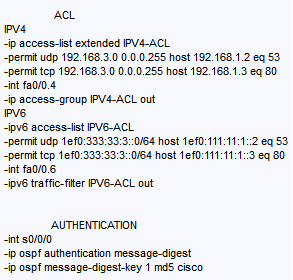 ACL
IPV4
-ip access-list extended IPV4-ACL
-permit udp 192.168.3.0 0.0.0.255 host 192.168.1.2 eq 53
-permit tcp 192.168.3.0 0.0.0.255 host 192.168.1.3 eq 80
-int fa0/0.4
-ip access-group IPV4-ACL out
IPV6
-ipv6 access-list IPV6-ACL
-permit udp 1ef0:333:33:3::0/64 host 1ef0:111:11:1::2 eq 53
-permit tcp 1ef0:333:33:3::0/64 host 1ef0:111:11:1::3 eq 80
-int fa0/0.6
-ipv6 traffic-filter IPV6-ACL out
AUTHENTICATION
-int s0/0/0
-ip ospf authentication message-digest
-ip ospf message-digest-key 1 md5 cisco